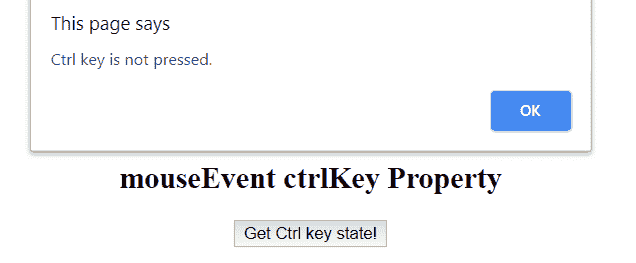 This page says
Ctrl key is not pressed.
OK
mouseEvent ctrlKey Property
Get Ctrl key state!